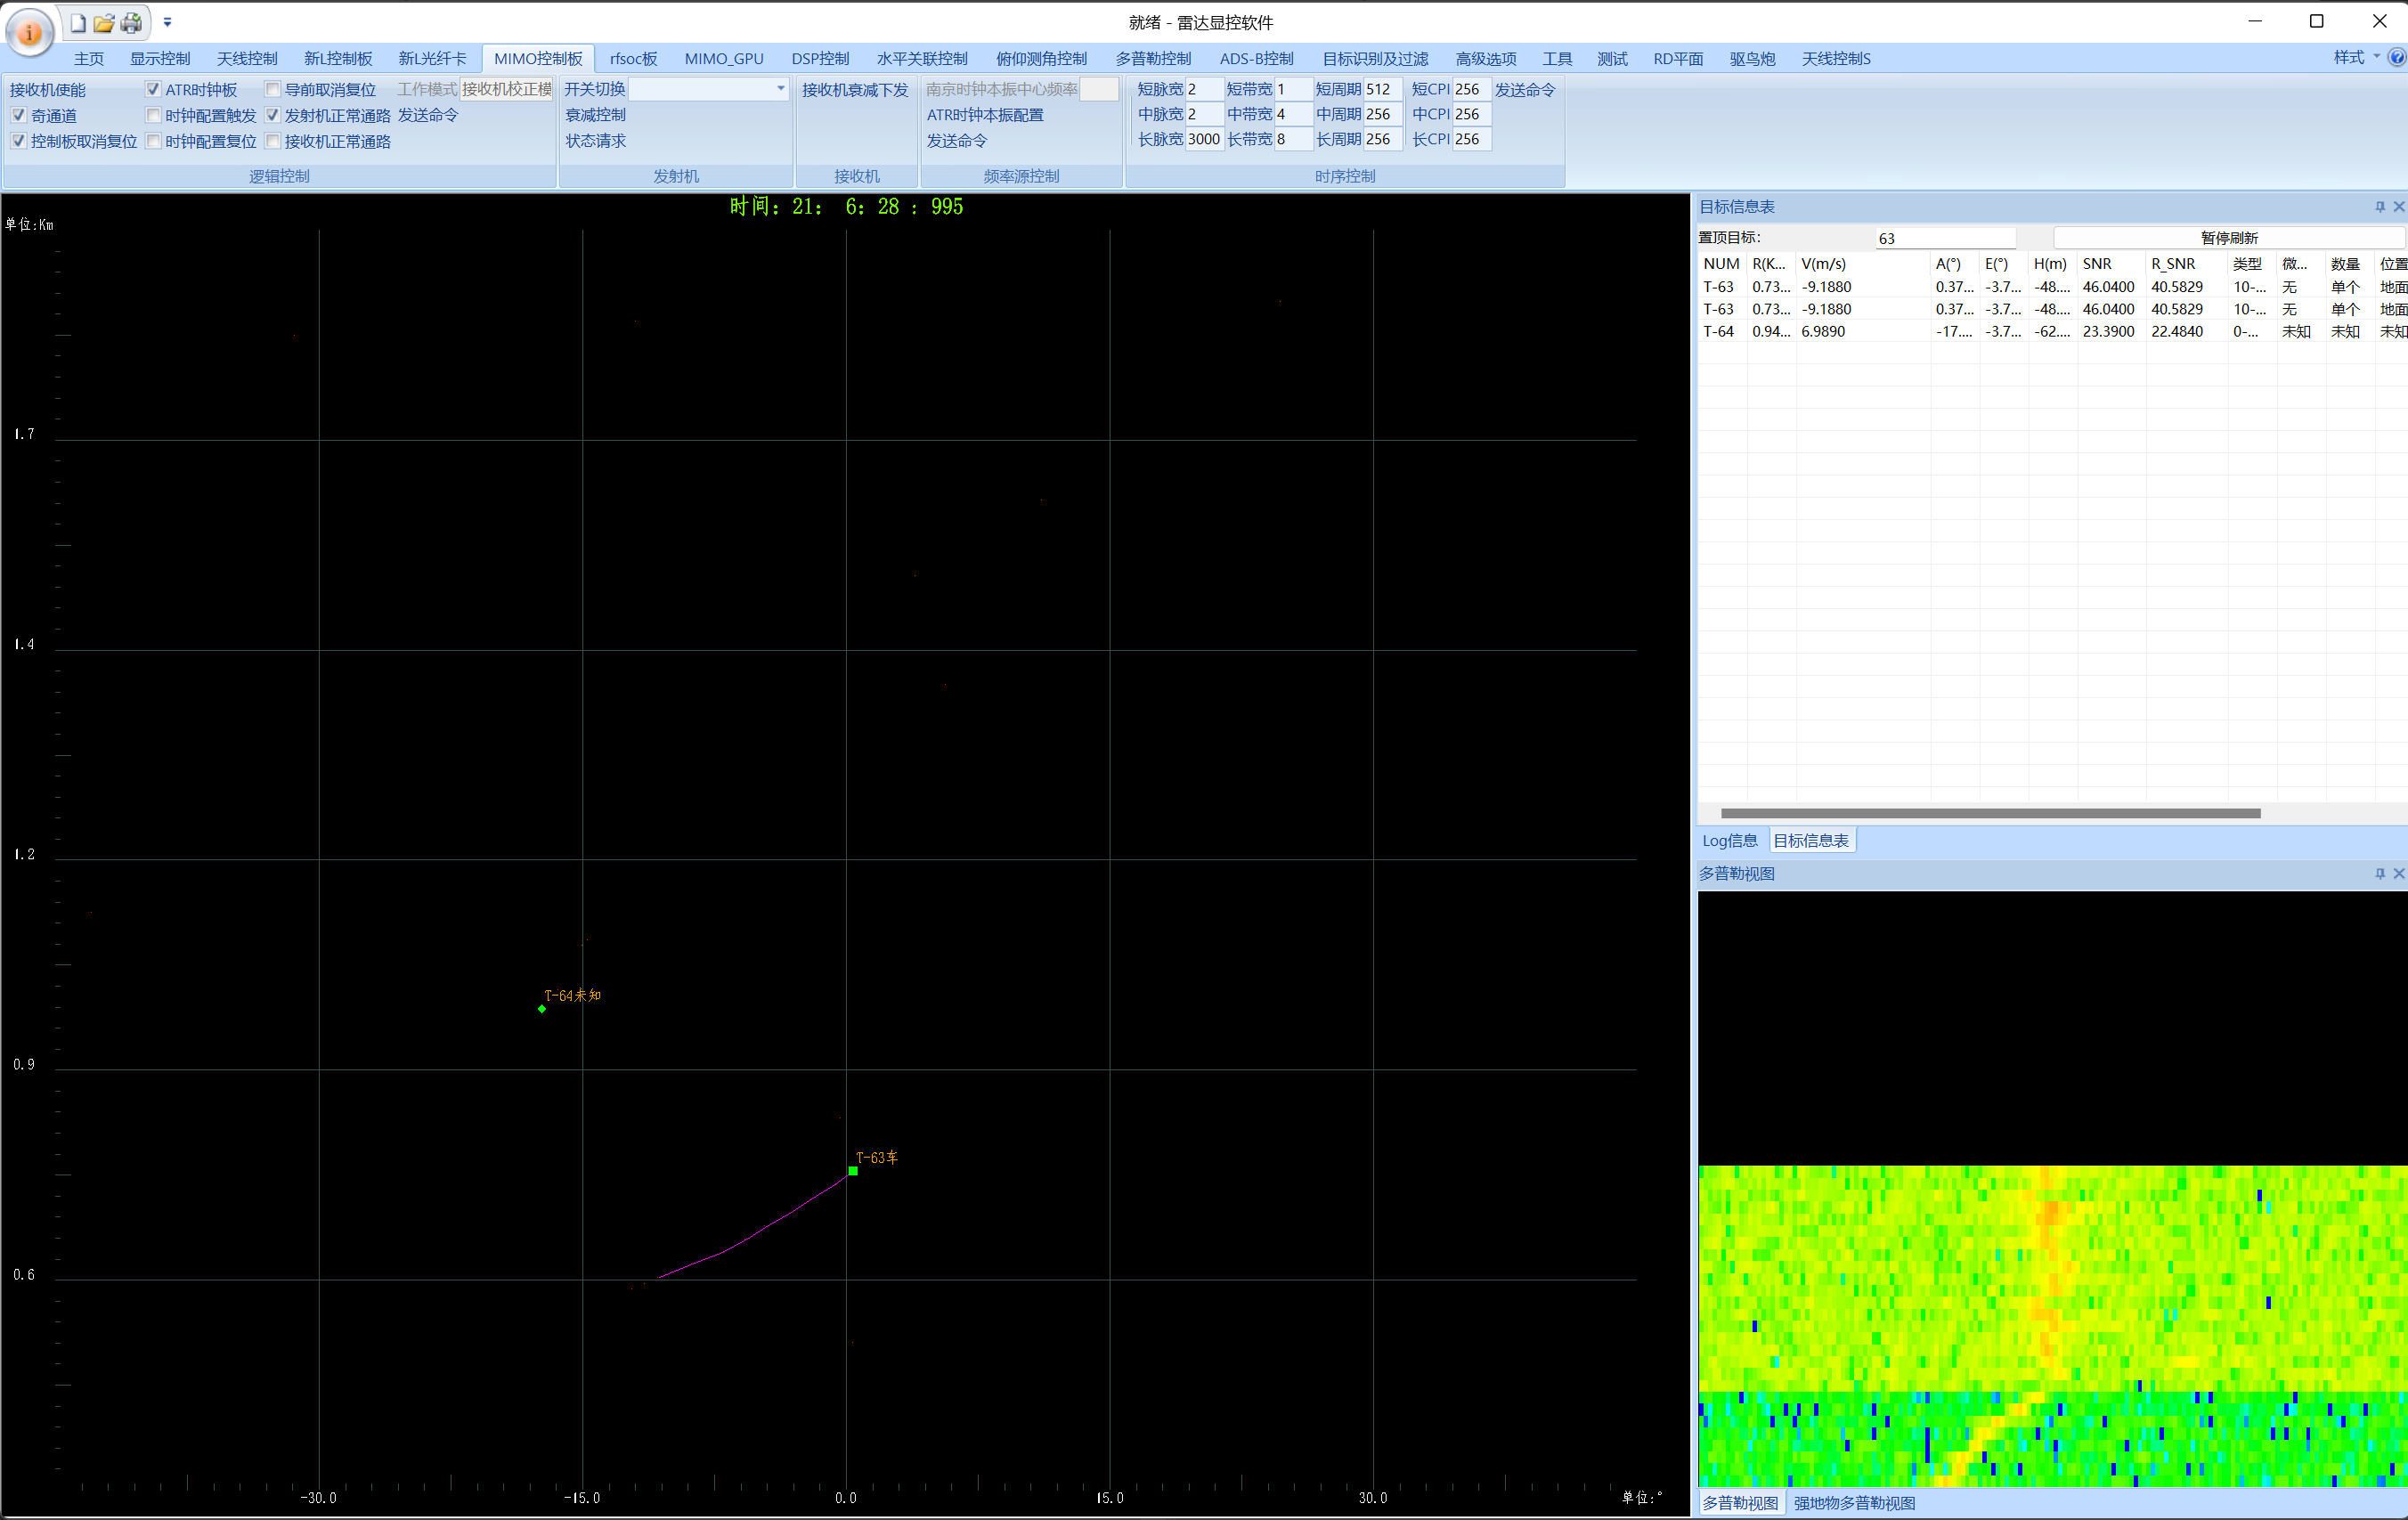 就绪 - 雷达显控软件
主页 显示控制 天线控制 新L控制板 新L光纤卡 MIMO控制板 rfsoc板 MIMO_GPU DSP控制 水平关联控制 俯仰测角控制 多普勒控制 ADS-B控制 目标识别及过滤 高级选项 工具 测试 RD平面 驱鸟炮 天线控制S 样式
接收机使能 ATR时钟板 导前取消复位 工作模式 接收机校正模 开关切换 接收机衰减下发 南京时钟本振中心频率 短脉宽 2 短带宽 1 短周期 512 短CPI 256 发送命令
奇通道 时钟配置触发 发射机正常通路 发送命令 衰减控制 ATR时钟本振配置 中脉宽 2 中带宽 4 中周期 256 中CPI 256
控制板取消复位 时钟配置复位 接收机正常通路 状态请求 发送命令 长脉宽 3000 长带宽 8 长周期 256 长CPI 256
逻辑控制 发射机 接收机 频率源控制 时序控制
时间: 21: 6: 28 : 995
单位:Km
1.7
1.4
1.2
T-64未知
0.9
T-63车
0.6
-30.0 -15.0 0.0 15.0 30.0 单位:°
目标信息表
置顶目标: 63 暂停刷新
NUM R(K... V(m/s) A(°) E(°) H(m) SNR R_SNR 类型 微... 数量 位置
T-63 0.73... -9.1880 0.37... -3.7... -48.... 46.0400 40.5829 10-... 无 单个 地面
T-63 0.73... -9.1880 0.37... -3.7... -48.... 46.0400 40.5829 10-... 无 单个 地面
T-64 0.94... 6.9890 -17.... -3.7... -62.... 23.3900 22.4840 0-... 未知 未知 未知
Log信息 目标信息表
多普勒视图
多普勒视图 强地物多普勒视图